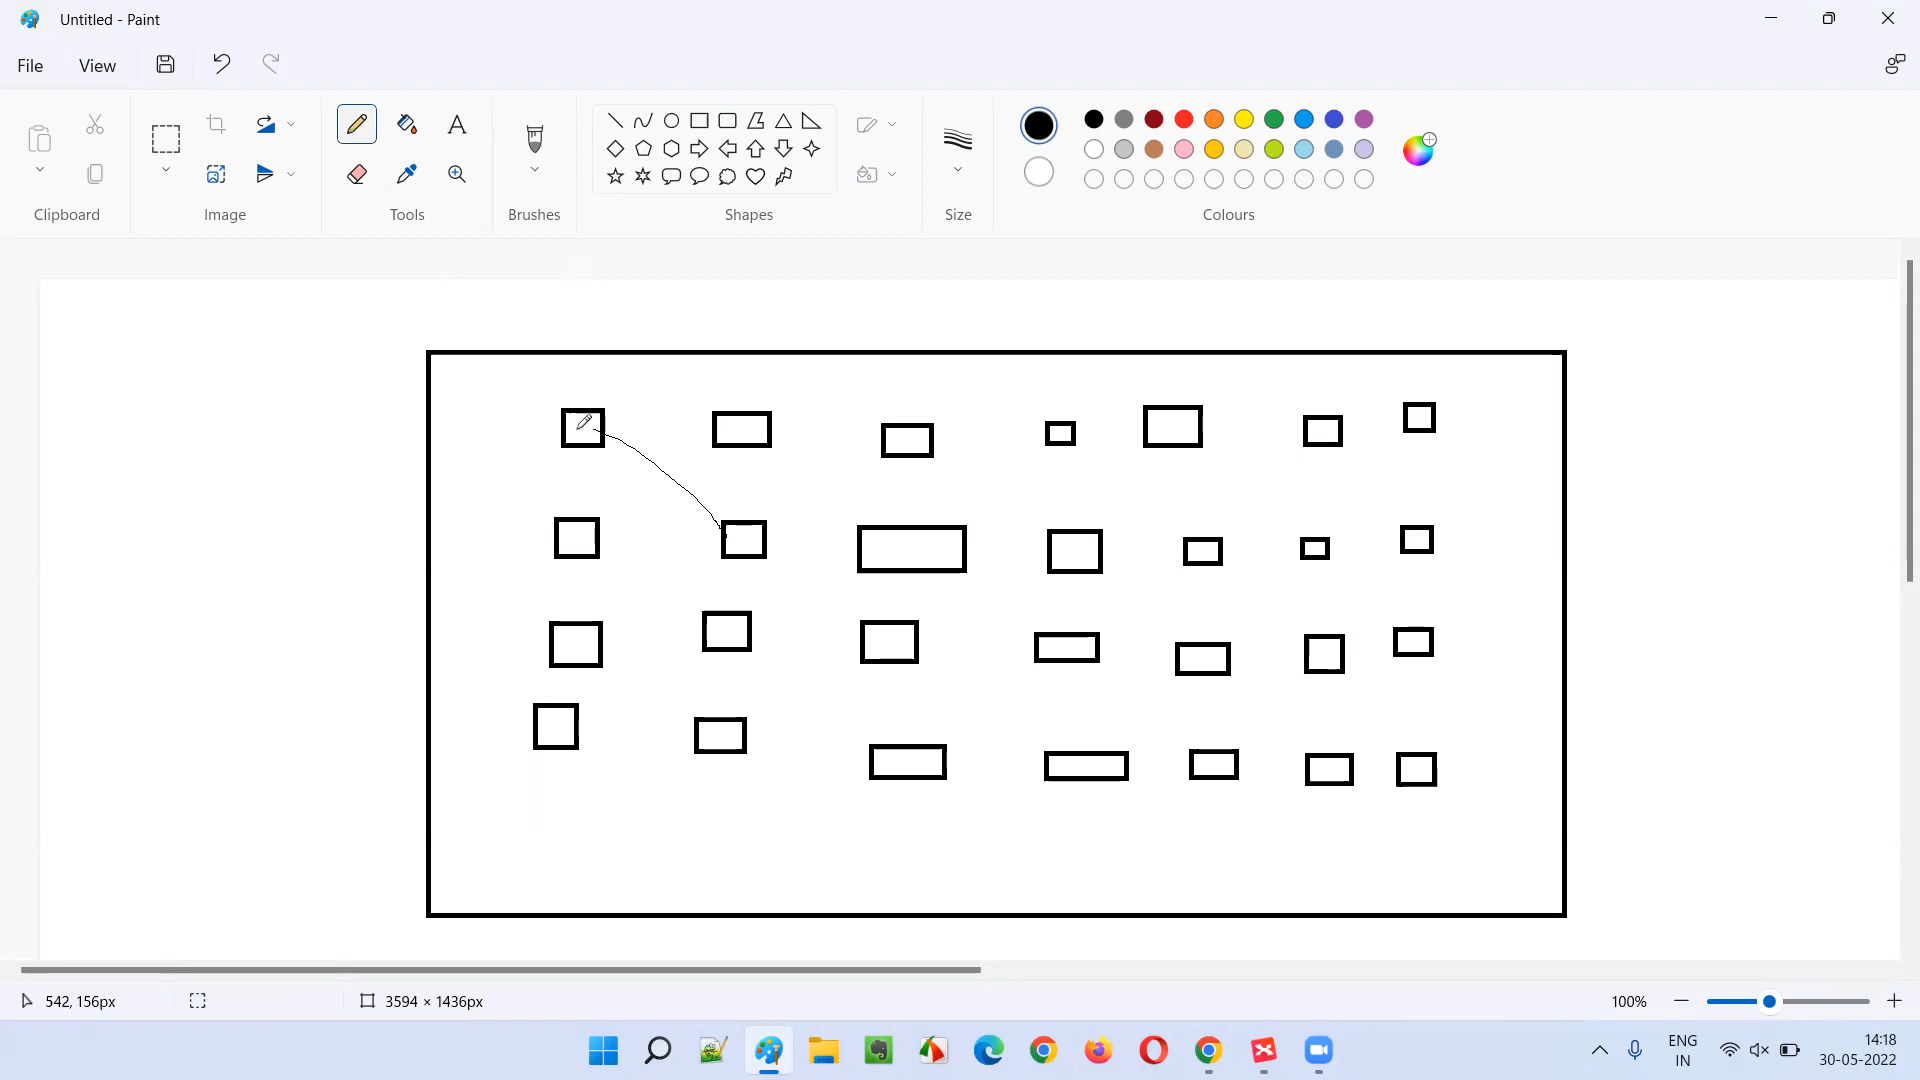 Untitled - Paint
File View
Clipboard Image Tools Brushes Shapes Size Colours
542, 156px 3594 × 1436px 100%
ENG 14:18
IN 30-05-2022